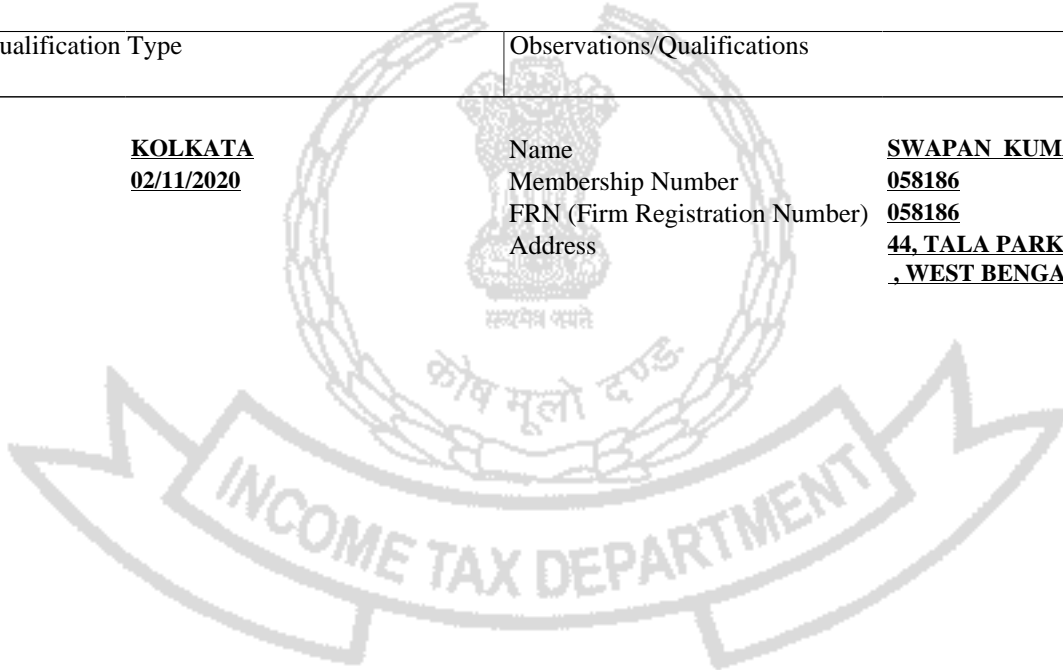 ualification Type Observations/Qualifications
KOLKATA Name SWAPAN KUM
02/11/2020 Membership Number 058186
FRN (Firm Registration Number) 058186
Address 44, TALA PARK
, WEST BENGA
सत्यमेव जयते
कोष मूलो दण्ड:
INCOME TAX DEPARTMENT